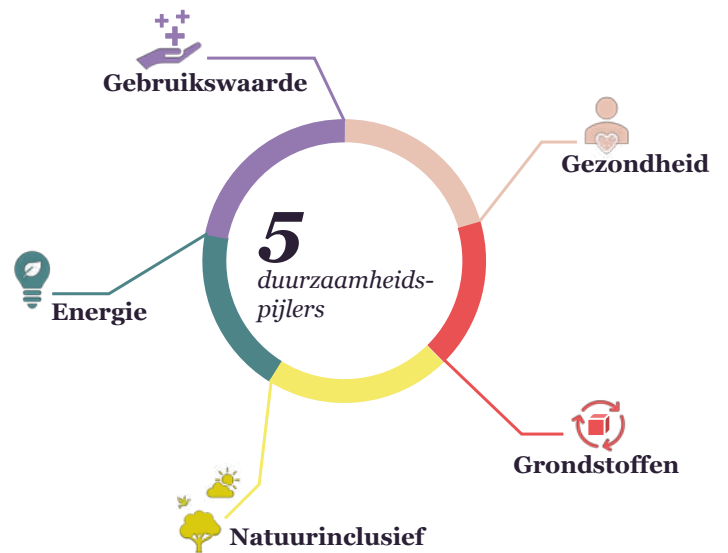 Gebruikswaarde
Gezondheid
5
duurzaamheids-
pijlers
Energie
Grondstoffen
Natuurinclusief